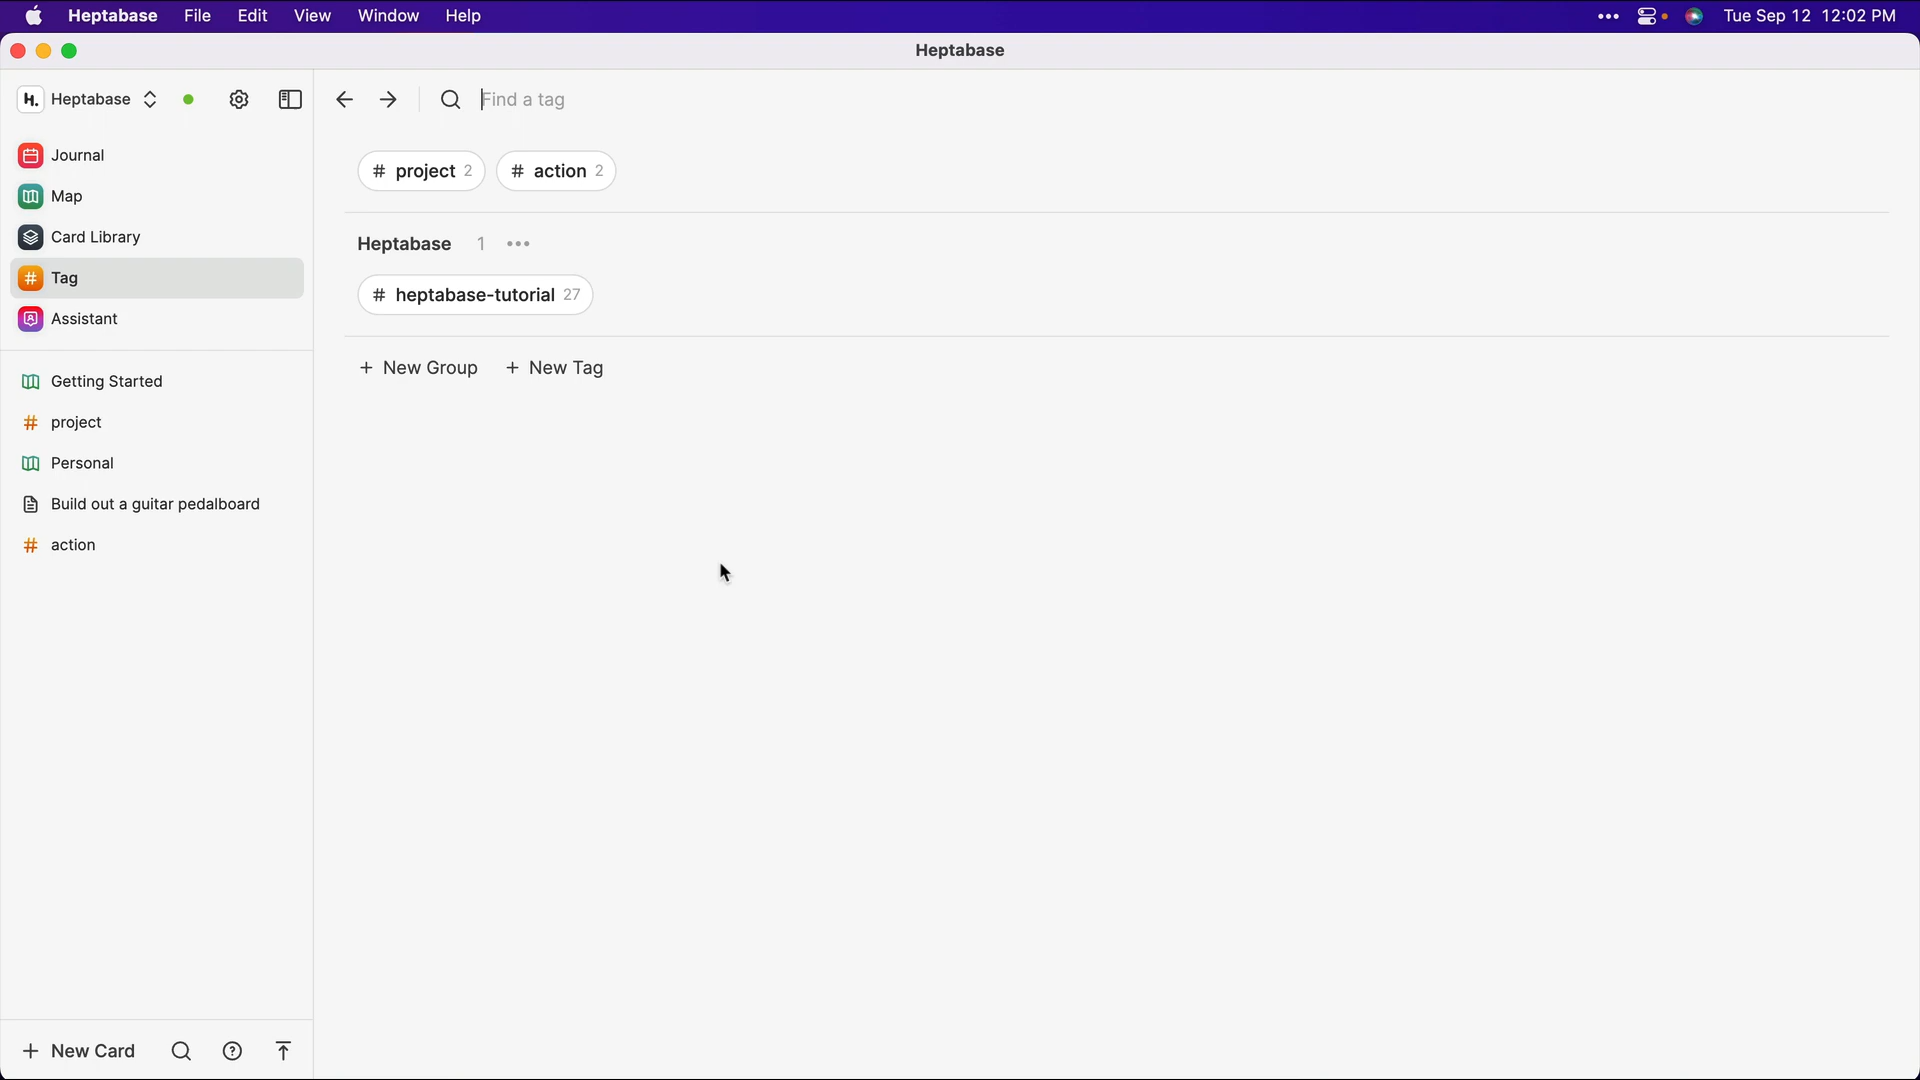 Heptabase File Edit View Window Help Tue Sep 12 12:02 PM
Heptabase
H. Heptabase
Find a tag
Journal
Map
Card Library
# Tag
Assistant
Getting Started
# project
Personal
Build out a guitar pedalboard
# action
+ New Card
# project 2 # action 2
Heptabase 1 •••
# heptabase-tutorial 27
+ New Group + New Tag